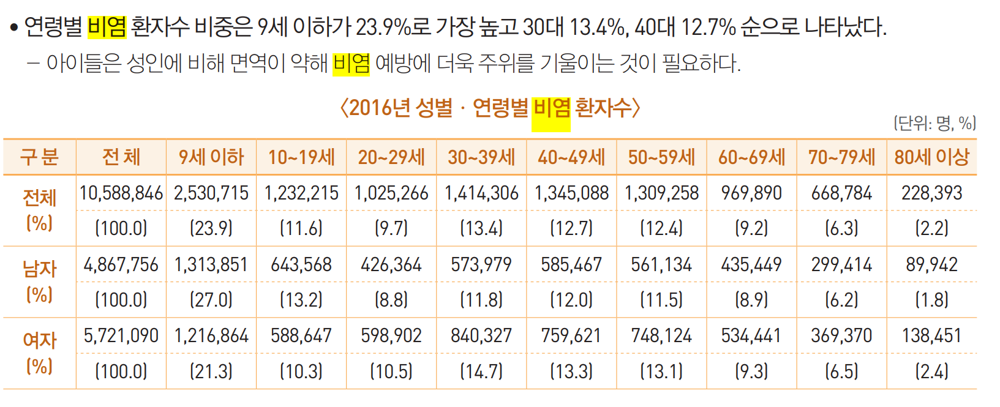 • 연령별 비염 환자수 비중은 9세 이하가 23.9%로 가장 높고 30대 13.4%, 40대 12.7% 순으로 나타났다.
– 아이들은 성인에 비해 면역이 약해 비염 예방에 더욱 주위를 기울이는 것이 필요하다.
〈2016년 성별 · 연령별 비염 환자수〉
(단위: 명, %)
구 분 전 체 9세 이하 10~19세 20~29세 30~39세 40~49세 50~59세 60~69세 70~79세 80세 이상
전체 10,588,846 2,530,715 1,232,215 1,025,266 1,414,306 1,345,088 1,309,258 969,890 668,784 228,393
(%) (100.0) (23.9) (11.6) (9.7) (13.4) (12.7) (12.4) (9.2) (6.3) (2.2)
남자 4,867,756 1,313,851 643,568 426,364 573,979 585,467 561,134 435,449 299,414 89,942
(%) (100.0) (27.0) (13.2) (8.8) (11.8) (12.0) (11.5) (8.9) (6.2) (1.8)
여자 5,721,090 1,216,864 588,647 598,902 840,327 759,621 748,124 534,441 369,370 138,451
(%) (100.0) (21.3) (10.3) (10.5) (14.7) (13.3) (13.1) (9.3) (6.5) (2.4)